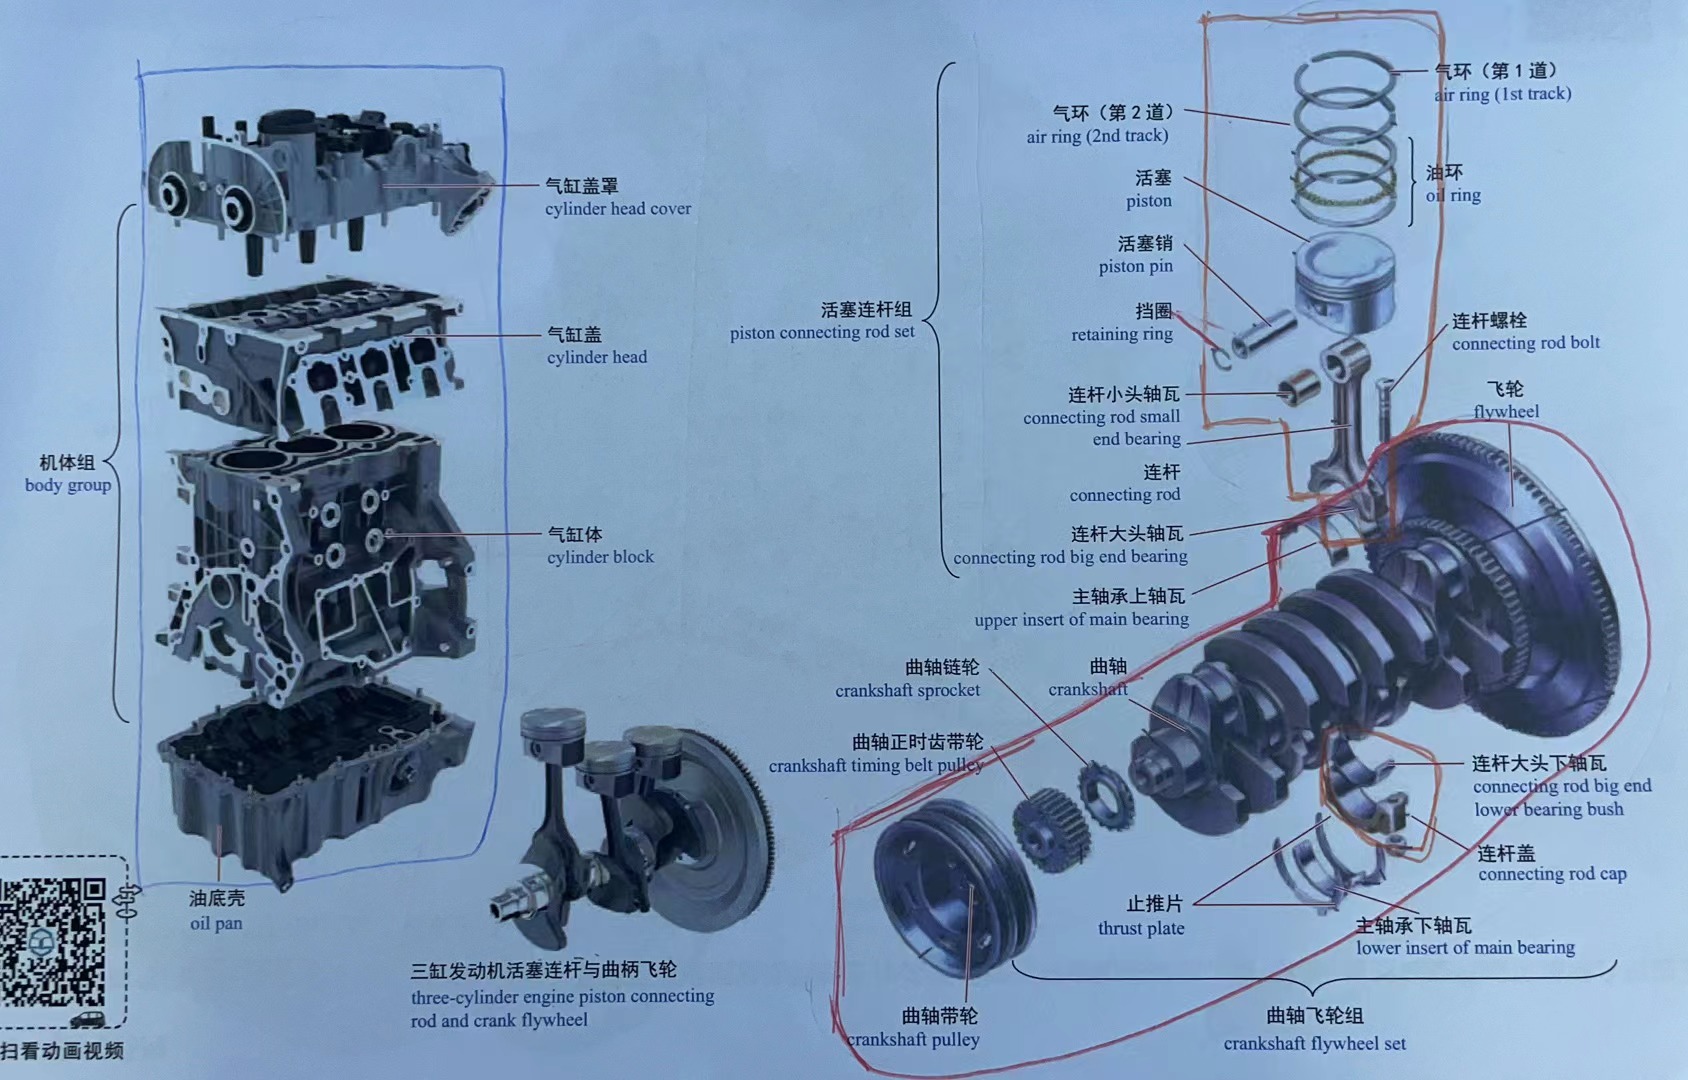 气缸盖罩
cylinder head cover
气缸盖
cylinder head
机体组
body group
气缸体
cylinder block
油底壳
oil pan
扫看动画视频
三缸发动机活塞连杆与曲柄飞轮
three-cylinder engine piston connecting
rod and crank flywheel
活塞连杆组
piston connecting rod set
气环（第1道）
air ring (1st track)
气环（第2道）
air ring (2nd track)
油环
oil ring
活塞
piston
活塞销
piston pin
挡圈
retaining ring
连杆螺栓
connecting rod bolt
连杆小头轴瓦
connecting rod small
end bearing
飞轮
flywheel
连杆
connecting rod
连杆大头轴瓦
connecting rod big end bearing
主轴承上轴瓦
upper insert of main bearing
曲轴链轮
crankshaft sprocket
曲轴
crankshaft
曲轴正时齿带轮
crankshaft timing belt pulley
连杆大头下轴瓦
connecting rod big end
lower bearing bush
连杆盖
connecting rod cap
止推片
thrust plate
主轴承下轴瓦
lower insert of main bearing
曲轴带轮
crankshaft pulley
曲轴飞轮组
crankshaft flywheel set